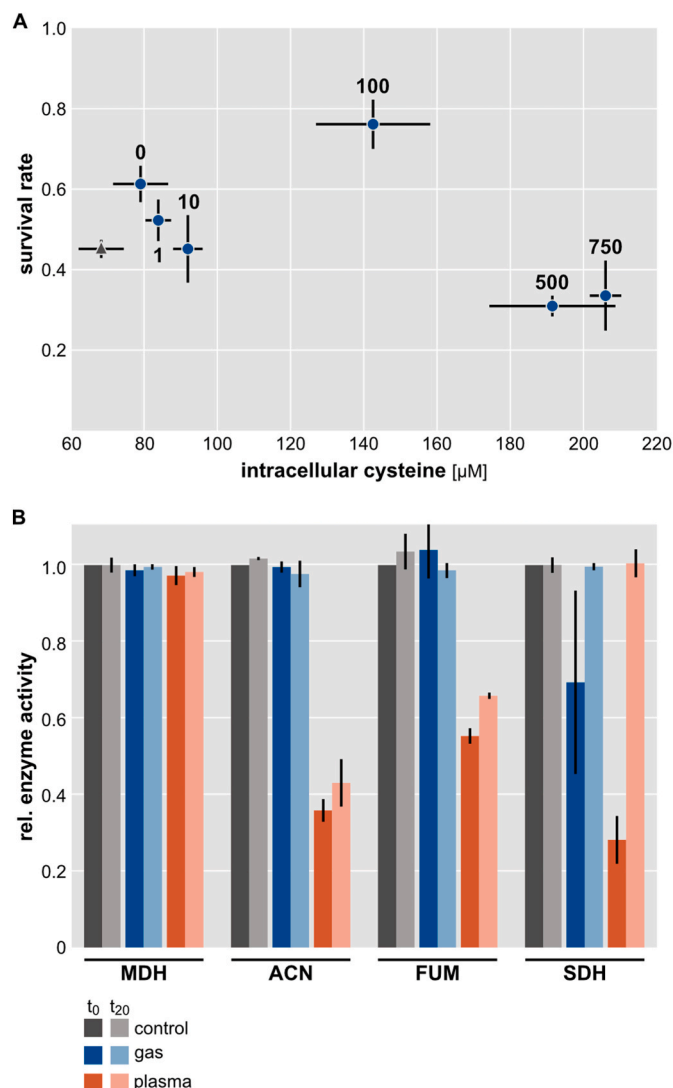 A
1.0
0.8
0.6
0.4
0.2
survival rate
0
1
10
100
500
750
60 80 100 120 140 160 180 200 220
intracellular cysteine [µM]
B
1.0
0.8
0.6
0.4
0.2
0
rel. enzyme activity
MDH ACN FUM SDH
t0 t20
control
gas
plasma